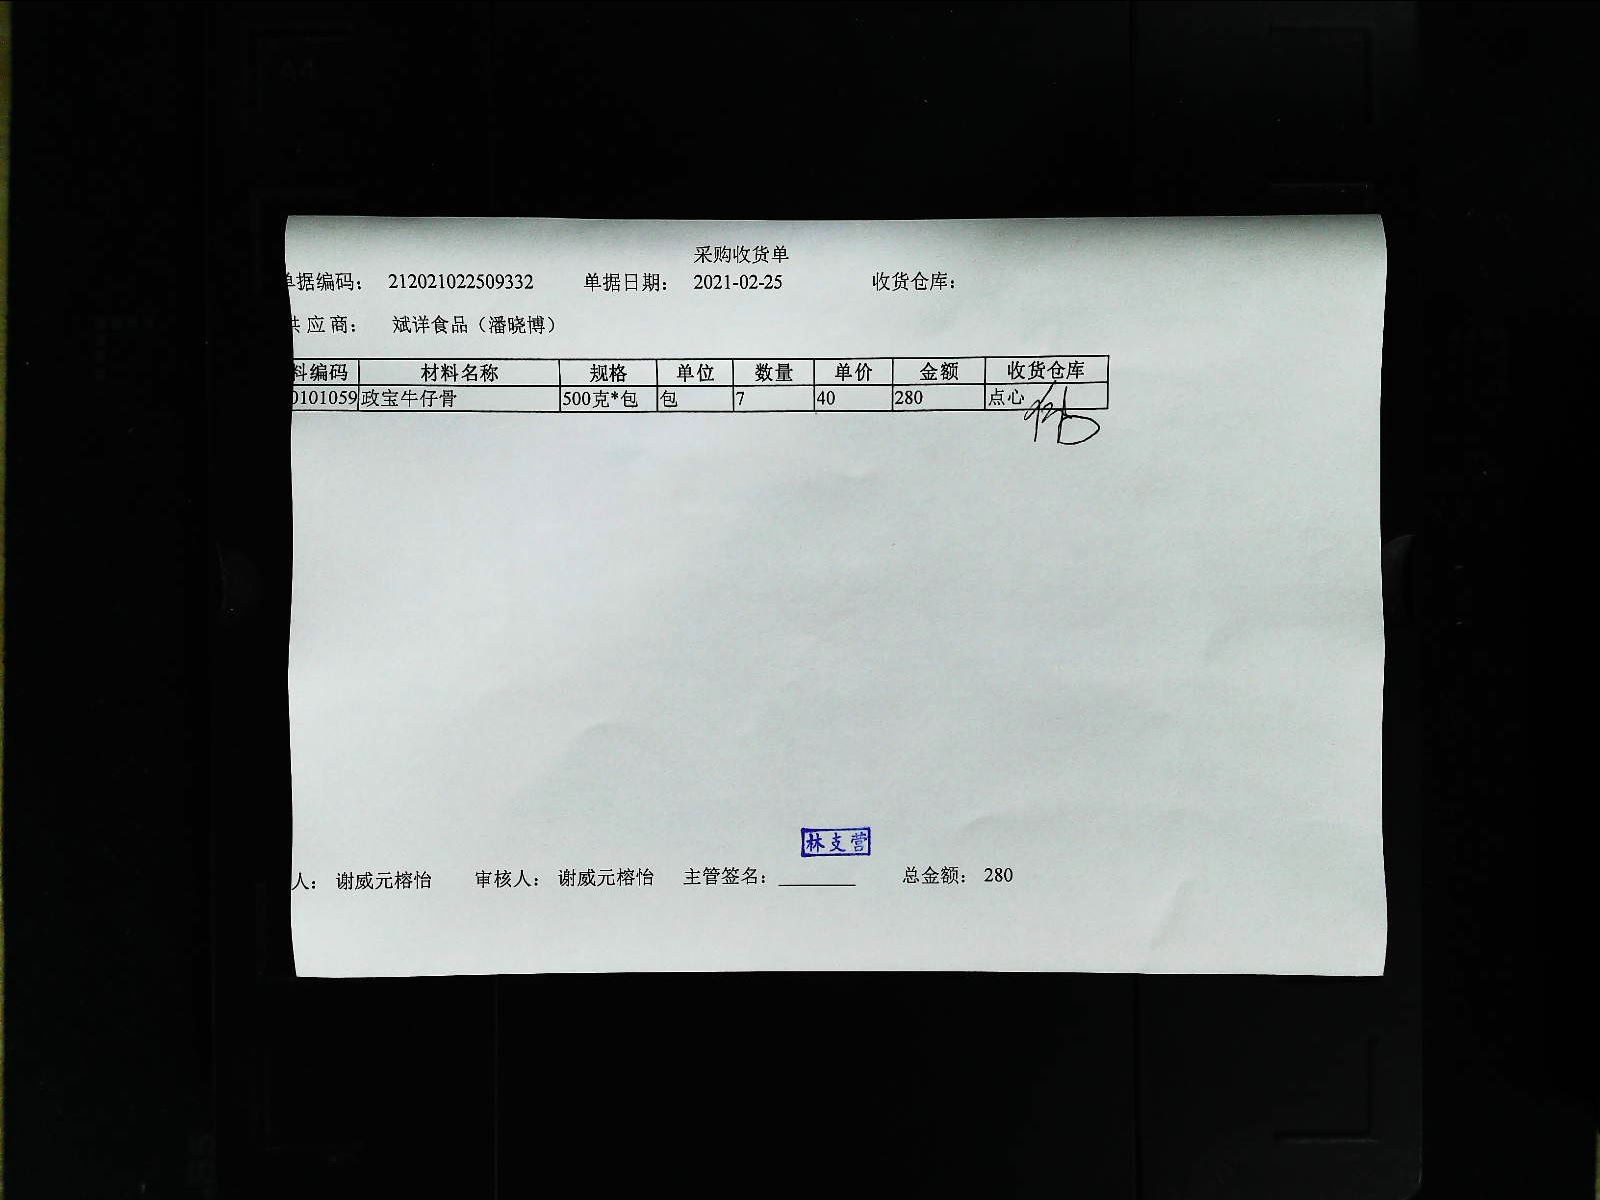 采购收货单
单据编码： 212021022509332 单据日期： 2021-02-25 收货仓库：
供应商： 斌详食品（潘晓博）
料编码 材料名称 规格 单位 数量 单价 金额 收货仓库
0101059 政宝牛仔骨 500克*包 包 7 40 280 点心
林支营
人： 谢威元榕怡 审核人： 谢威元榕怡 主管签名： ________ 总金额： 280